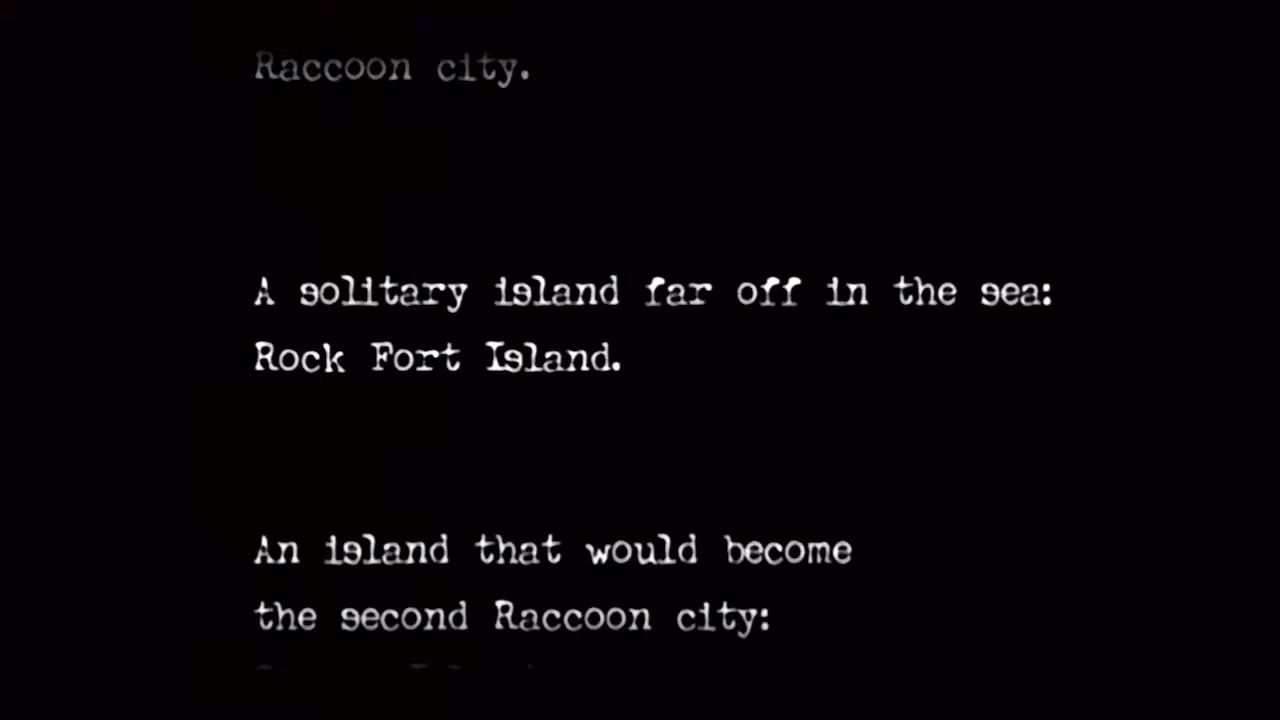 Raccoon city.
A solitary island far off in the sea:
Rock Fort Island.
An island that would become
the second Raccoon city: